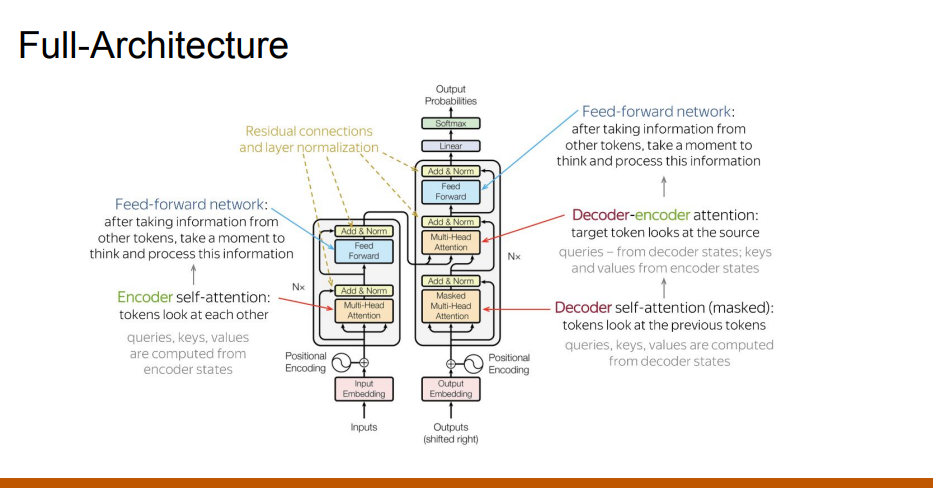 Full-Architecture
Output
Probabilities
Softmax
Linear
Add & Norm
Feed
Forward
Add & Norm
Multi-Head
Attention
Add & Norm
Masked
Multi-Head
Attention
Nx
Positional
Encoding
Output
Embedding
Outputs
(shifted right)
Residual connections
and layer normalization
Add & Norm
Feed
Forward
Add & Norm
Multi-Head
Attention
Nx
Positional
Encoding
Input
Embedding
Inputs
Feed-forward network:
after taking information from
other tokens, take a moment to
think and process this information
Encoder self-attention:
tokens look at each other
queries, keys, values
are computed from
encoder states
Feed-forward network:
after taking information from
other tokens, take a moment to
think and process this information
Decoder-encoder attention:
target token looks at the source
queries – from decoder states; keys
and values from encoder states
Decoder self-attention (masked):
tokens look at the previous tokens
queries, keys, values are computed
from decoder states